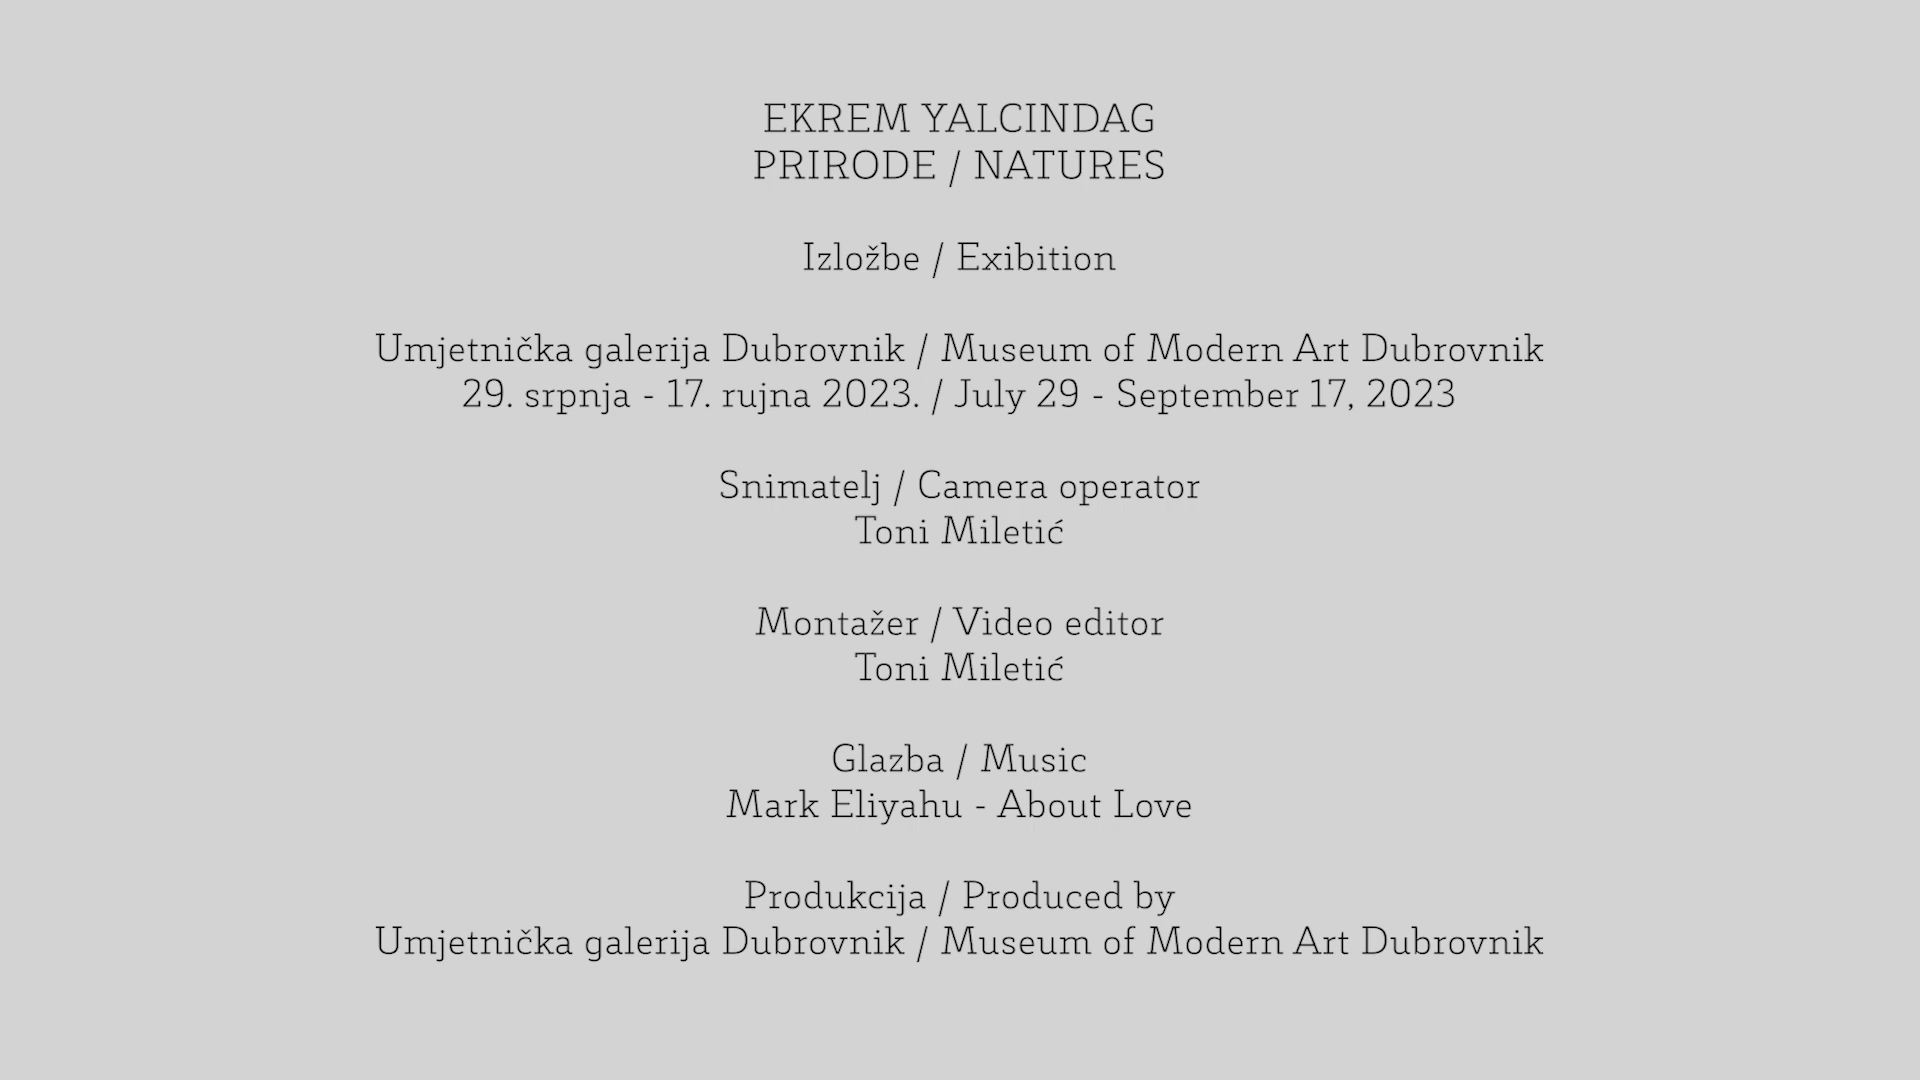 EKREM YALCINDAG
PRIRODE / NATURES
Izložbe / Exibition
Umjetnička galerija Dubrovnik / Museum of Modern Art Dubrovnik
29. srpnja - 17. rujna 2023. / July 29 - September 17, 2023
Snimatelj / Camera operator
Toni Miletić
Montažer / Video editor
Toni Miletić
Glazba / Music
Mark Eliyahu - About Love
Produkcija / Produced by
Umjetnička galerija Dubrovnik / Museum of Modern Art Dubrovnik